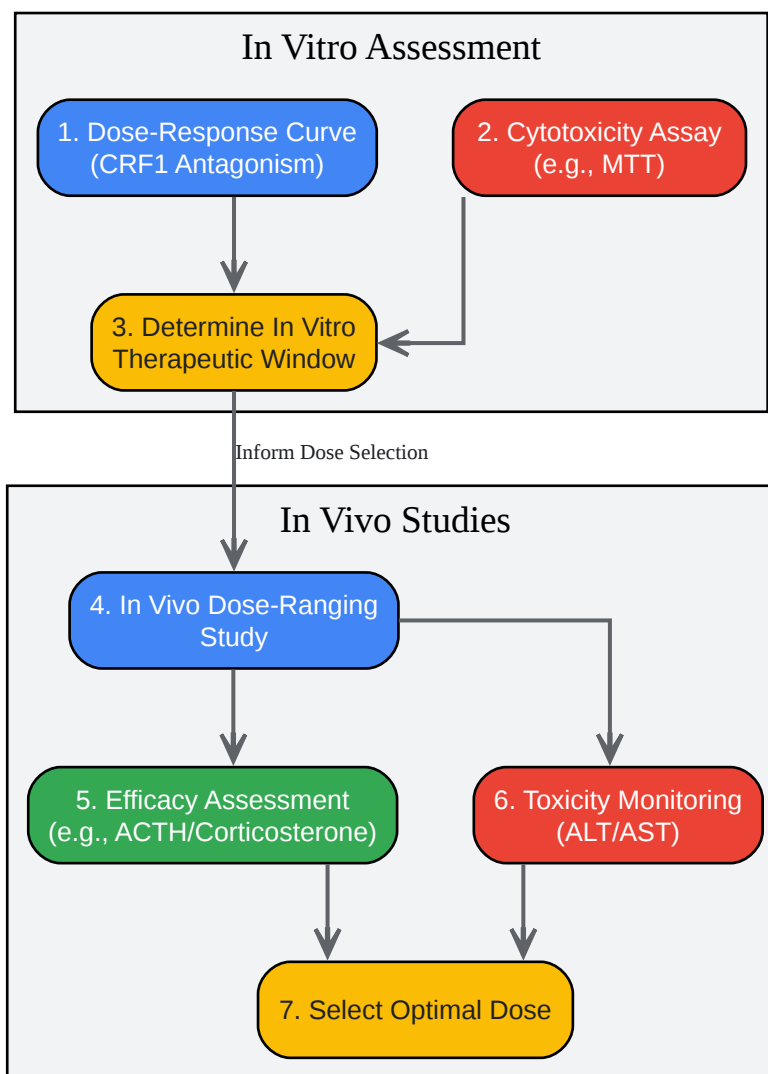 In Vitro Assessment
1. Dose-Response Curve
(CRF1 Antagonism)
2. Cytotoxicity Assay
(e.g., MTT)
3. Determine In Vitro
Therapeutic Window
Inform Dose Selection
In Vivo Studies
4. In Vivo Dose-Ranging
Study
5. Efficacy Assessment
(e.g., ACTH/Corticosterone)
6. Toxicity Monitoring
(ALT/AST)
7. Select Optimal Dose